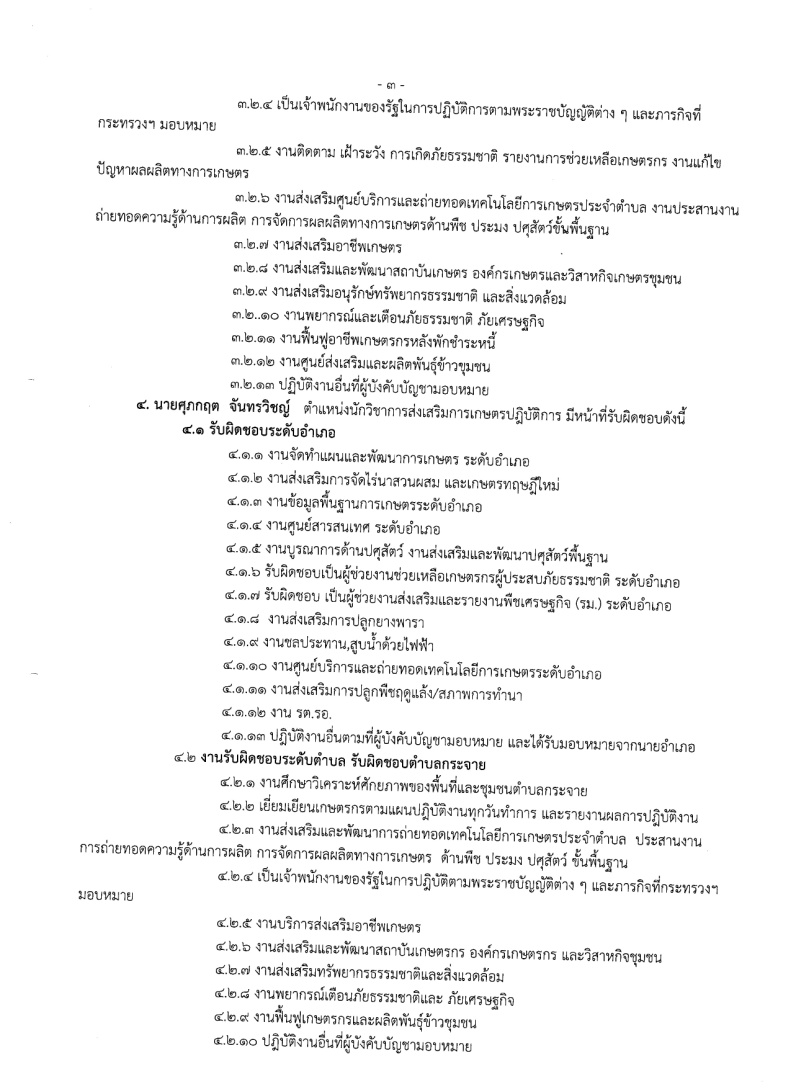 - ๓ -
๓.๒.๔ เป็นเจ้าพนักงานของรัฐในการปฏิบัติการตามพระราชบัญญัติต่าง ๆ และภารกิจที่
กระทรวงฯ มอบหมาย
๓.๒.๕ งานติดตาม เฝ้าระวัง การเกิดภัยธรรมชาติ รายงานการช่วยเหลือเกษตรกร งานแก้ไข
ปัญหาผลผลิตทางการเกษตร
๓.๒.๖ งานส่งเสริมศูนย์บริการและถ่ายทอดเทคโนโลยีการเกษตรประจำตำบล งานประสานงาน
ถ่ายทอดความรู้ด้านการผลิต การจัดการผลผลิตทางการเกษตรด้านพืช ประมง ปศุสัตว์ขั้นพื้นฐาน
๓.๒.๗ งานส่งเสริมอาชีพเกษตร
๓.๒.๘ งานส่งเสริมและพัฒนาสถาบันเกษตร องค์กรเกษตรและวิสาหกิจเกษตรชุมชน
๓.๒.๙ งานส่งเสริมอนุรักษ์ทรัพยากรธรรมชาติ และสิ่งแวดล้อม
๓.๒..๑๐ งานพยากรณ์และเตือนภัยธรรมชาติ ภัยเศรษฐกิจ
๓.๒.๑๑ งานฟื้นฟูอาชีพเกษตรกรหลังพักชำระหนี้
๓.๒.๑๒ งานศูนย์ส่งเสริมและผลิตพันธุ์ข้าวชุมชน
๓.๒.๑๓ ปฏิบัติงานอื่นที่ผู้บังคับบัญชามอบหมาย
๔. นายศุภกฤต จันทรวิชญ์ ตำแหน่งนักวิชาการส่งเสริมการเกษตรปฏิบัติการ มีหน้าที่รับผิดชอบดังนี้
๔.๑ รับผิดชอบระดับอำเภอ
๔.๑.๑ งานจัดทำแผนและพัฒนาการเกษตร ระดับอำเภอ
๔.๑.๒ งานส่งเสริมการจัดไร่นาสวนผสม และเกษตรทฤษฎีใหม่
๔.๑.๓ งานข้อมูลพื้นฐานการเกษตรระดับอำเภอ
๔.๑.๔ งานศูนย์สารสนเทศ ระดับอำเภอ
๔.๑.๕ งานบูรณาการด้านปศุสัตว์ งานส่งเสริมและพัฒนาปศุสัตว์พื้นฐาน
๔.๑.๖ รับผิดชอบเป็นผู้ช่วยงานช่วยเหลือเกษตรกรผู้ประสบภัยธรรมชาติ ระดับอำเภอ
๔.๑.๗ รับผิดชอบ เป็นผู้ช่วยงานส่งเสริมและรายงานพืชเศรษฐกิจ (รม.) ระดับอำเภอ
๔.๑.๘ งานส่งเสริมการปลูกยางพารา
๔.๑.๙ งานชลประทาน,สูบน้ำด้วยไฟฟ้า
๔.๑.๑๐ งานศูนย์บริการและถ่ายทอดเทคโนโลยีการเกษตรระดับอำเภอ
๔.๑.๑๑ งานส่งเสริมการปลูกพืชฤดูแล้ง/สภาพการทำนา
๔.๑.๑๒ งาน รต.รอ.
๔.๑.๑๓ ปฎิบัติงานอื่นตามที่ผู้บังคับบัญชามอบหมาย และได้รับมอบหมายจากนายอำเภอ
๔.๒ งานรับผิดชอบระดับตำบล รับผิดชอบตำบลกระจาย
๔.๒.๑ งานศึกษาวิเคราะห์ศักยภาพของพื้นที่และชุมชนตำบลกระจาย
๔.๒.๒ เยี่ยมเยียนเกษตรกรตามแผนปฏิบัติงานทุกวันทำการ และรายงานผลการปฏิบัติงาน
๔.๒.๓ งานส่งเสริมและพัฒนาการถ่ายทอดเทคโนโลยีการเกษตรประจำตำบล ประสานงาน
การถ่ายทอดความรู้ด้านการผลิต การจัดการผลผลิตทางการเกษตร ด้านพืช ประมง ปศุสัตว์ ขั้นพื้นฐาน
๔.๒.๔ เป็นเจ้าพนักงานของรัฐในการปฏิบัติตามพระราชบัญญัติต่าง ๆ และภารกิจที่กระทรวงฯ
มอบหมาย
๔.๒.๕ งานบริการส่งเสริมอาชีพเกษตร
๔.๒.๖ งานส่งเสริมและพัฒนาสถาบันเกษตรกร องค์กรเกษตรกร และวิสาหกิจชุมชน
๔.๒.๗ งานส่งเสริมทรัพยากรธรรมชาติและสิ่งแวดล้อม
๔.๒.๘ งานพยากรณ์เตือนภัยธรรมชาติและ ภัยเศรษฐกิจ
๔.๒.๙ งานฟื้นฟูเกษตรกรและผลิตพันธุ์ข้าวชุมชน
๔.๒.๑๐ ปฎิบัติงานอื่นที่ผู้บังคับบัญชามอบหมาย